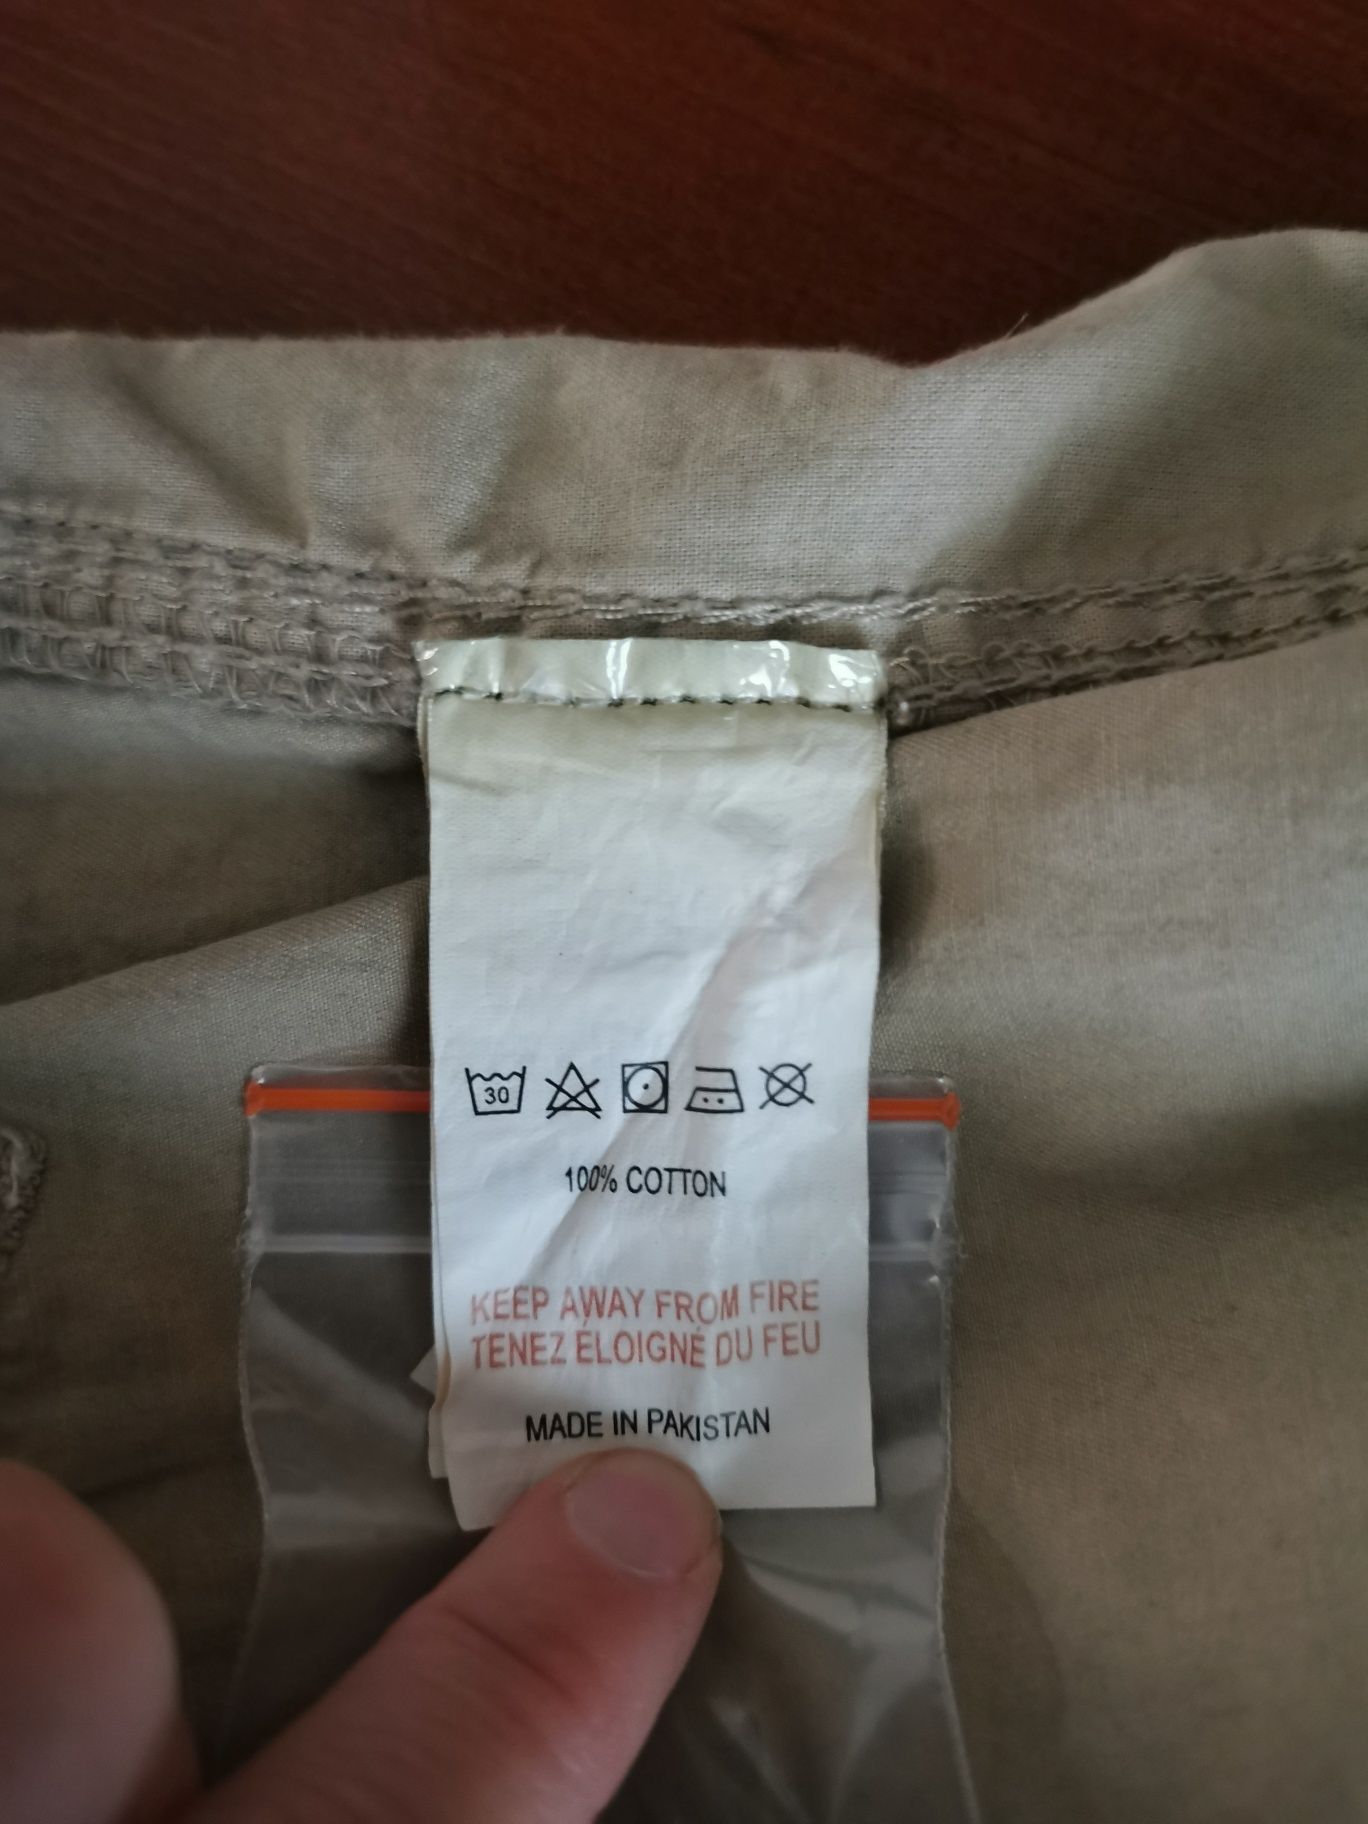 30
100% COTTON
KEEP AWAY FROM FIRE
TENEZ ÉLOIGNÉ DU FEU
MADE IN PAKISTAN